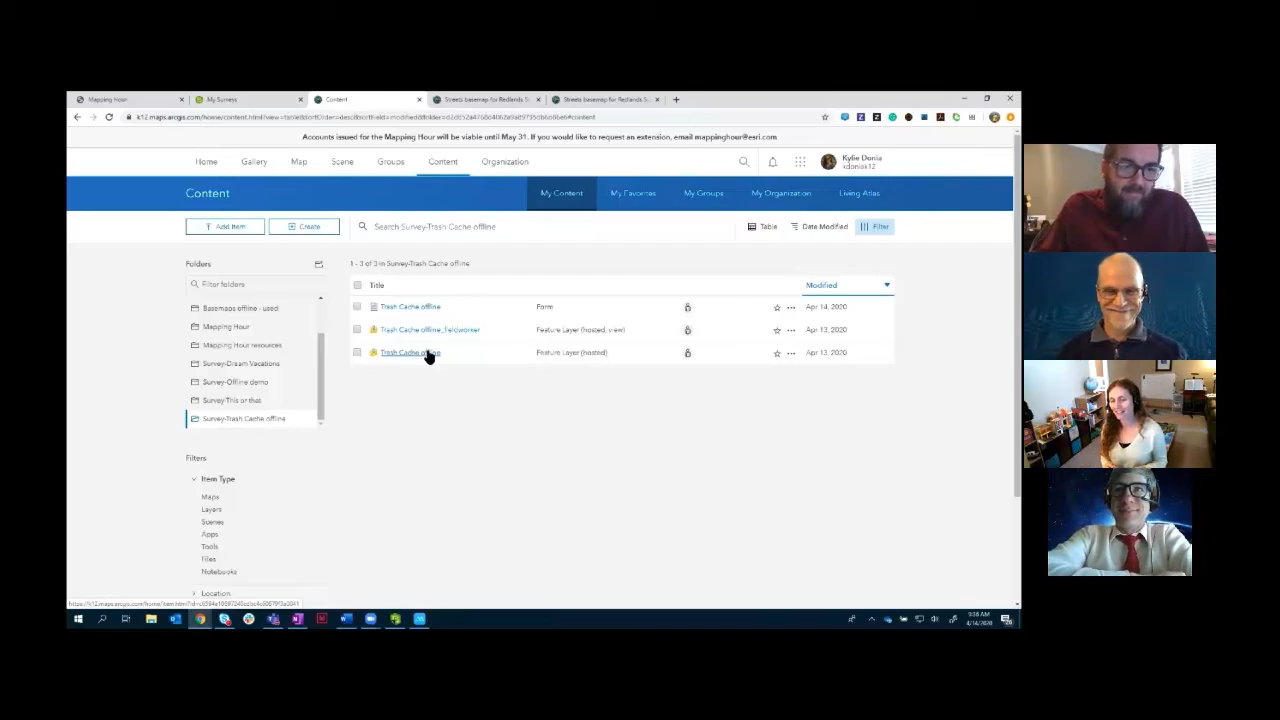 Mapping Hour
My Surveys
Content
Streets basemap for Redlands S
Streets basemap for Redlands S
Accounts issued for the Mapping Hour will be viable until May 31. If you would like to request an extension, email mappinghour@esri.com
Home Gallery Map Scene Groups Content Organization
Kylie Donia
kdoniak12
Content
My Content My Favorites My Groups My Organization Living Atlas
Add Item Create
Search Survey-Trash Cache offline
Table Date Modified Filter
Folders
1 - 3 of 3 in Survey-Trash Cache offline
Filter folders
Title Modified
Basemaps offline - used
Trash Cache offline Form Apr 14, 2020
Mapping Hour
Trash Cache offline_fieldworker Feature Layer (hosted, view) Apr 13, 2020
Mapping Hour resources
Trash Cache offline Feature Layer (hosted) Apr 13, 2020
Survey-Dream Vacations
Survey-Offline demo
Survey-This or that
Survey-Trash Cache offline
Filters
Item Type
Maps
Layers
Scenes
Apps
Tools
Files
Notebooks
Location
9:38 AM
4/14/2020